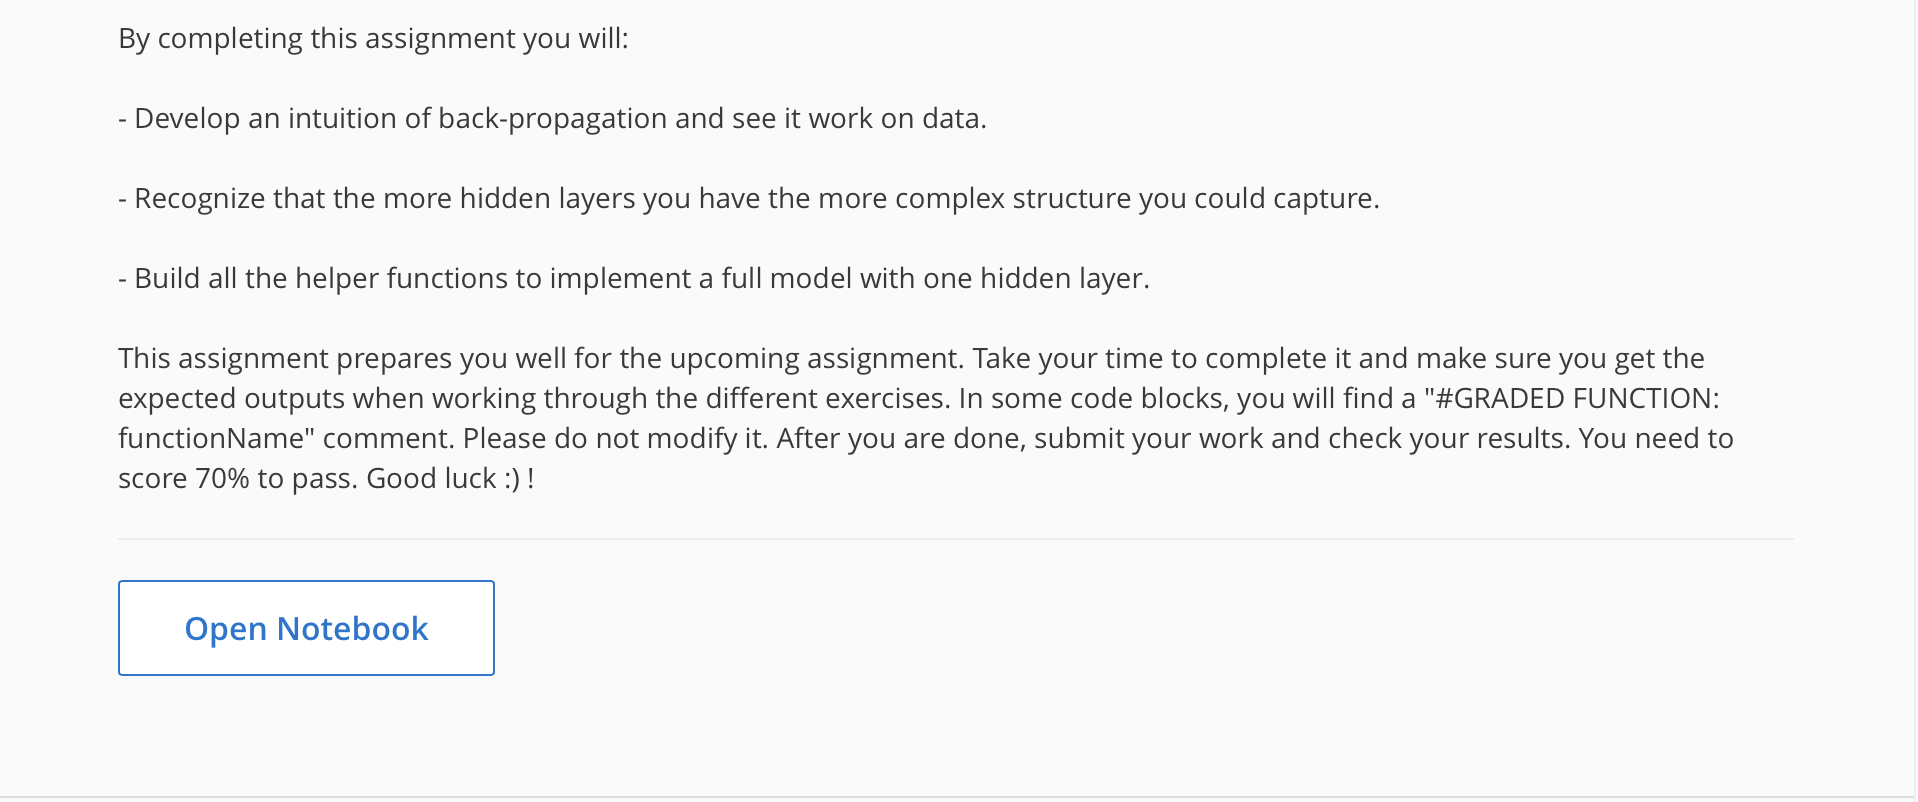 By completing this assignment you will:
- Develop an intuition of back-propagation and see it work on data.
- Recognize that the more hidden layers you have the more complex structure you could capture.
- Build all the helper functions to implement a full model with one hidden layer.
This assignment prepares you well for the upcoming assignment. Take your time to complete it and make sure you get the
expected outputs when working through the different exercises. In some code blocks, you will find a "#GRADED FUNCTION:
functionName" comment. Please do not modify it. After you are done, submit your work and check your results. You need to
score 70% to pass. Good luck :) !
Open Notebook